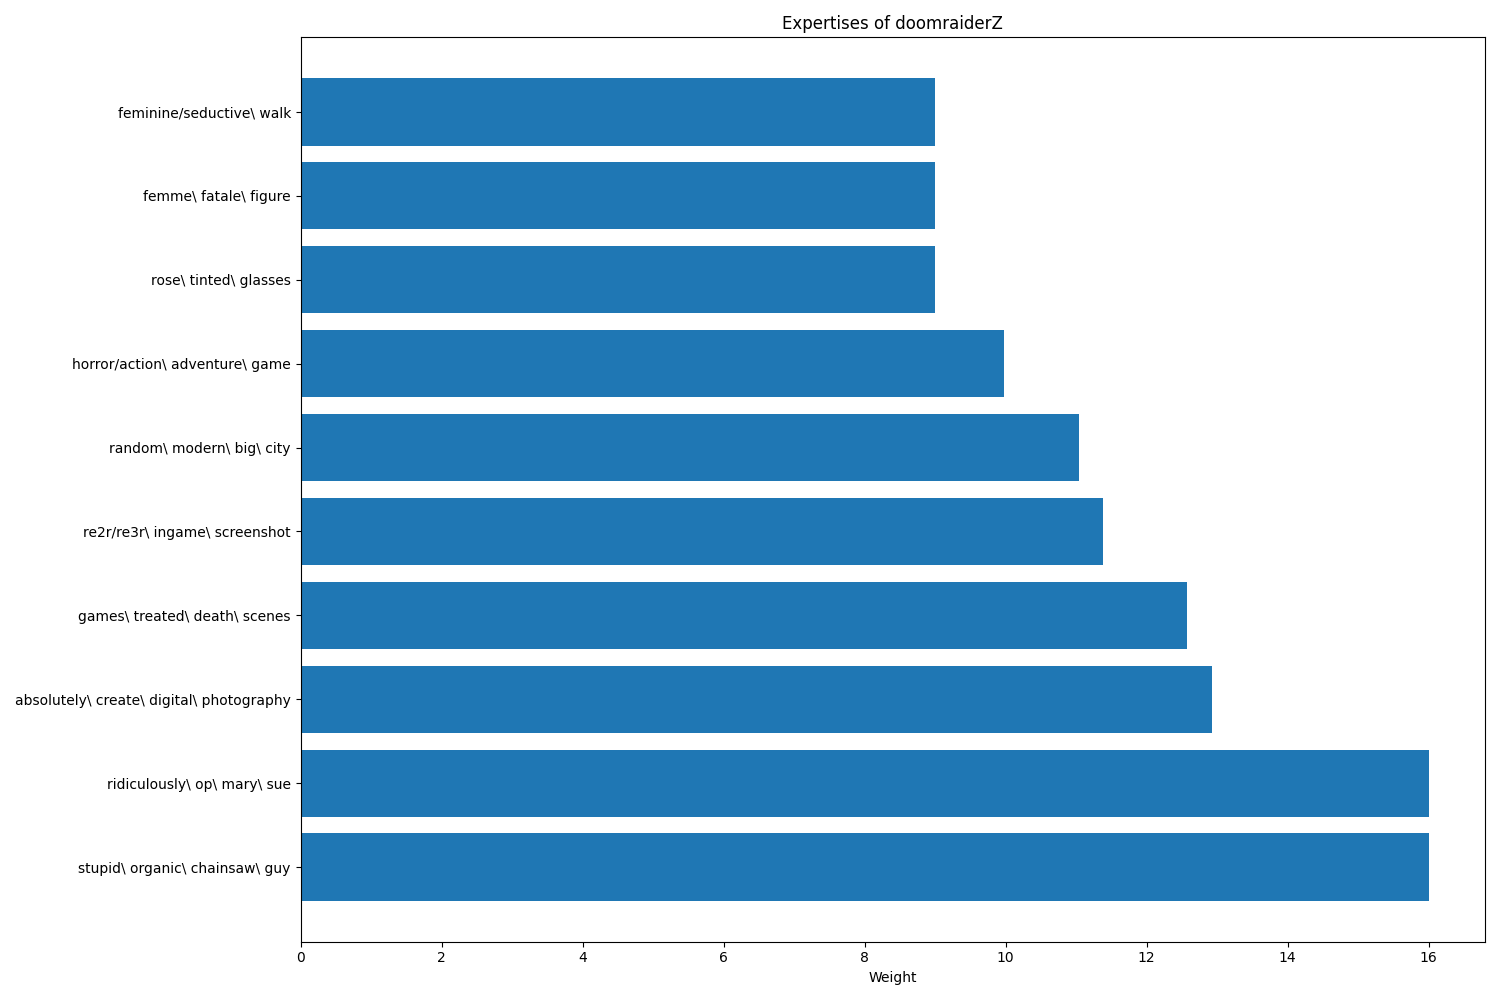 Expertises of doomraiderZ
feminine/seductive\ walk
femme\ fatale\ figure
rose\ tinted\ glasses
horror/action\ adventure\ game
random\ modern\ big\ city
re2r/re3r\ ingame\ screenshot
games\ treated\ death\ scenes
absolutely\ create\ digital\ photography
ridiculously\ op\ mary\ sue
stupid\ organic\ chainsaw\ guy
0 2 4 6 8 10 12 14 16
Weight